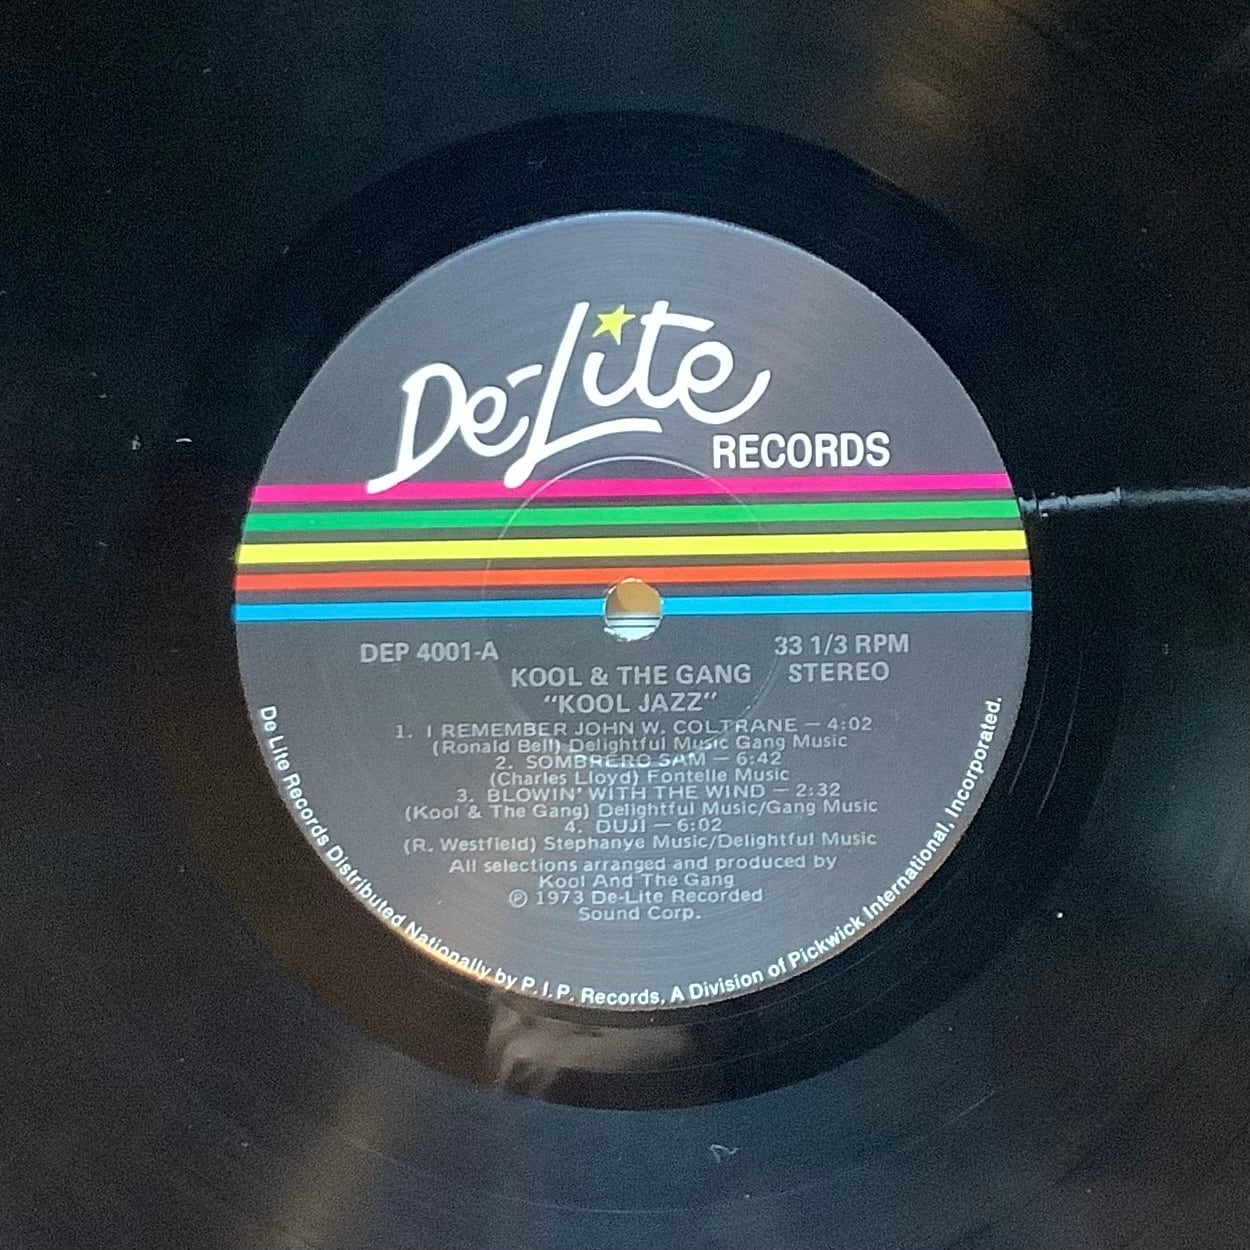 De-Lite
RECORDS
DEP 4001-A
33 1/3 RPM
KOOL & THE GANG
STEREO
"KOOL JAZZ"
1. I REMEMBER JOHN W. COLTRANE — 4:02
(Ronald Bell) Delightful Music Gang Music
2. SOMBRERO SAM — 6:42
(Charles Lloyd) Fontelle Music
3. BLOWIN' WITH THE WIND — 2:32
(Kool & The Gang) Delightful Music/Gang Music
4. DUJI — 6:02
(R. Westfield) Stephanye Music/Delightful Music
All selections arranged and produced by
Kool And The Gang
℗ 1973 De-Lite Recorded
Sound Corp.
De Lite Records Distributed Nationally by P.I.P. Records, A Division of Pickwick International, Incorporated.